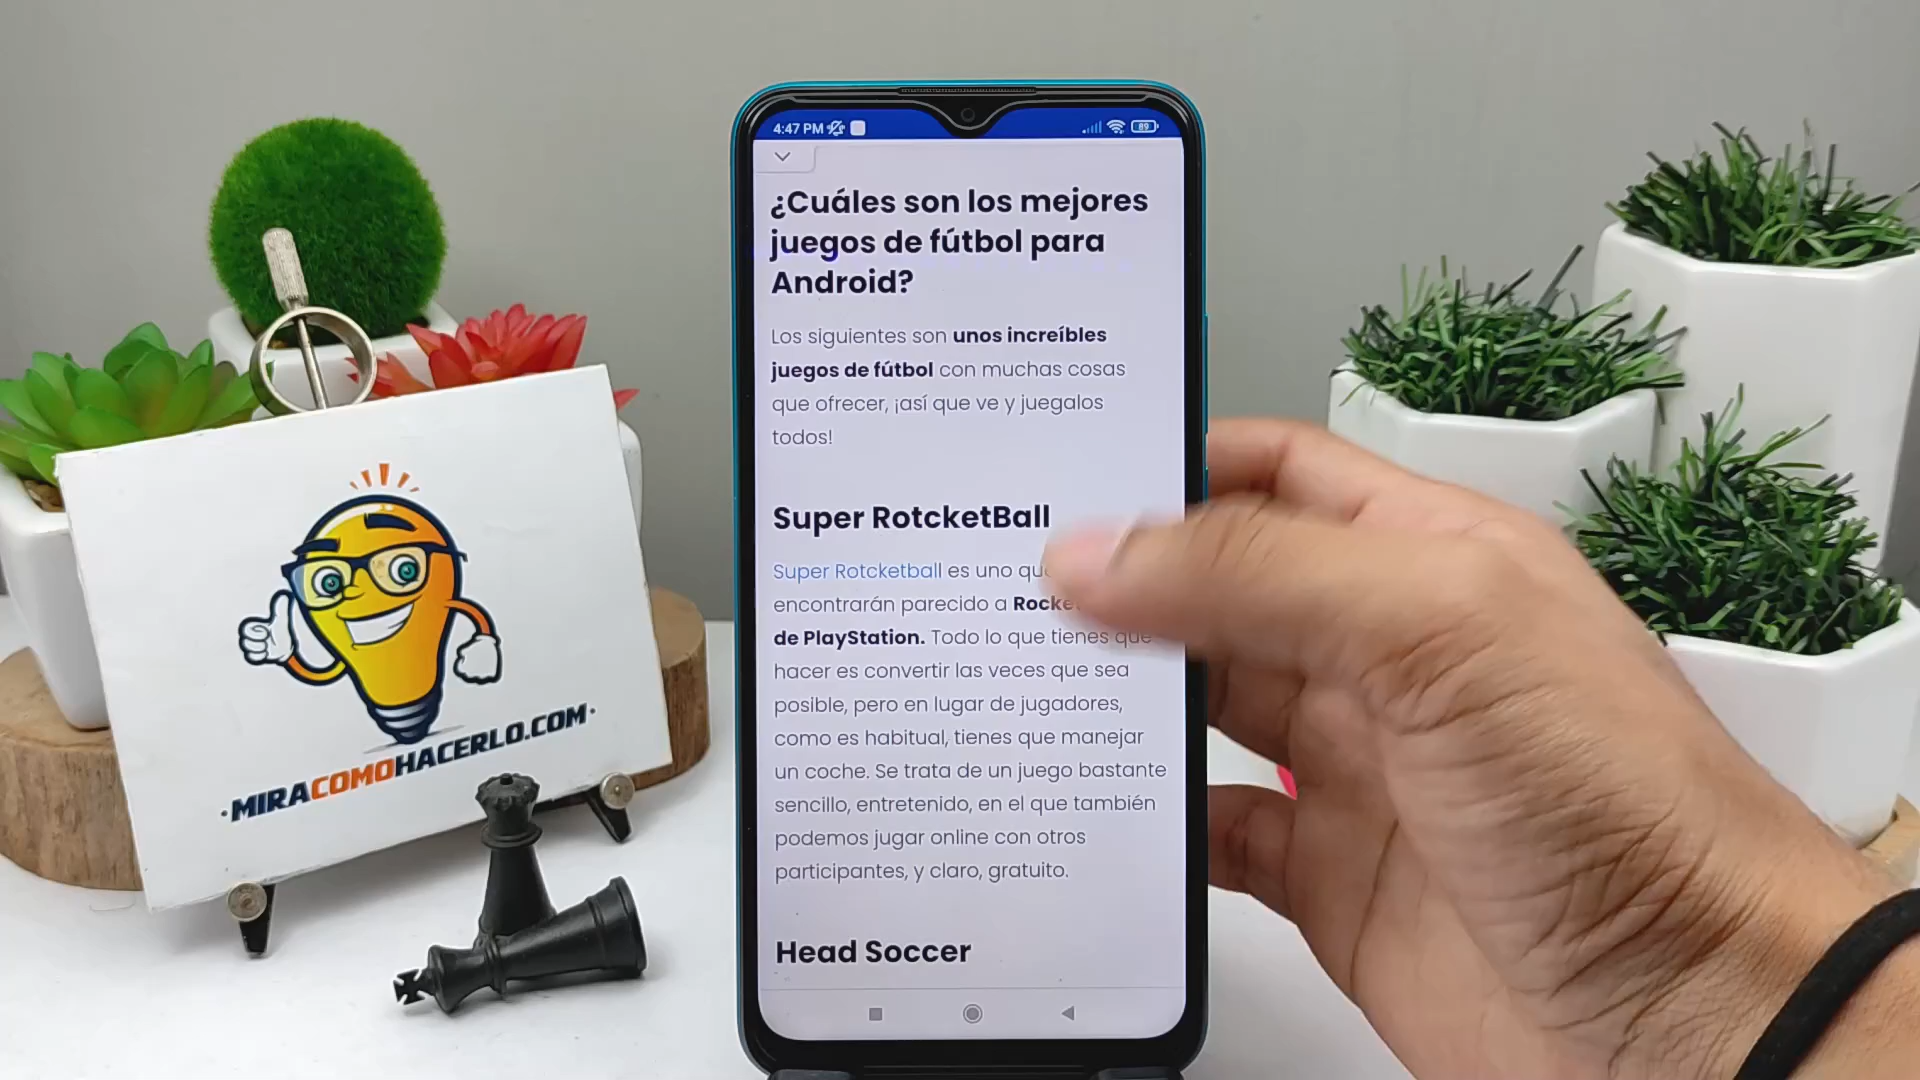 4:47 PM
89
¿Cuáles son los mejores
juegos de fútbol para
Android?
Los siguientes son unos increíbles
juegos de fútbol con muchas cosas
que ofrecer, ¡así que ve y juegalos
todos!
Super RotcketBall
Super Rotcketball es uno
encontrarán parecido a
de PlayStation. Todo lo que tienes que
hacer es convertir las veces que sea
posible, pero en lugar de jugadores,
como es habitual, tienes que manejar
un coche. Se trata de un juego bastante
sencillo, entretenido, en el que también
podemos jugar online con otros
participantes, y claro, gratuito.
Head Soccer
·MIRACOMOHACERLO.COM·